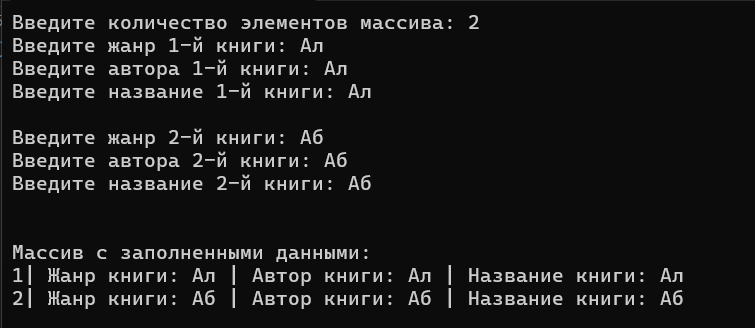 Введите количество элементов массива: 2
Введите жанр 1-й книги: Ал
Введите автора 1-й книги: Ал
Введите название 1-й книги: Ал
Введите жанр 2-й книги: Аб
Введите автора 2-й книги: Аб
Введите название 2-й книги: Аб
Массив с заполненными данными:
1| Жанр книги: Ал | Автор книги: Ал | Название книги: Ал
2| Жанр книги: Аб | Автор книги: Аб | Название книги: Аб